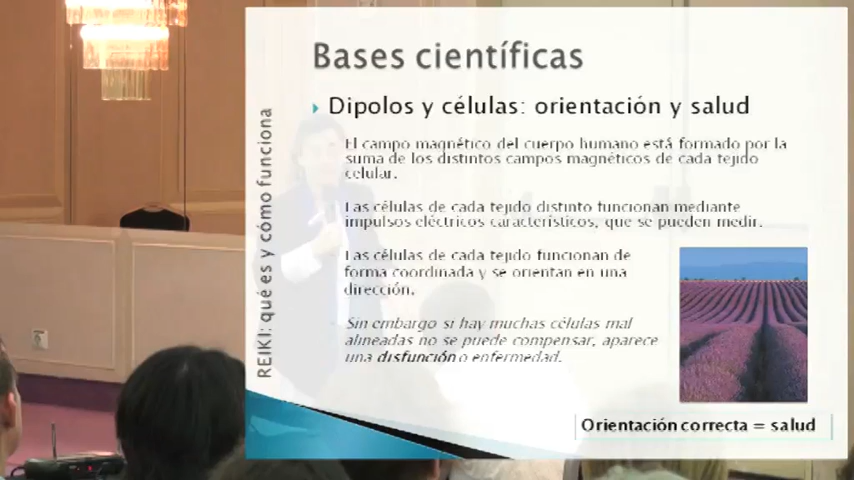 Bases científicas
Dipolos y células: orientación y salud
El campo magnético del cuerpo humano está formado por la
suma de los distintos campos magnéticos de cada tejido
celular.
Las células de cada tejido distinto funcionan mediante
impulsos eléctricos característicos, que se pueden medir.
Las células de cada tejido funcionan de
forma coordinada y se orientan en una
dirección.
Sin embargo si hay muchas células mal
alineadas no se puede compensar, aparece
una disfunción o enfermedad.
Orientación correcta = salud
REIKI: qué es y cómo funciona